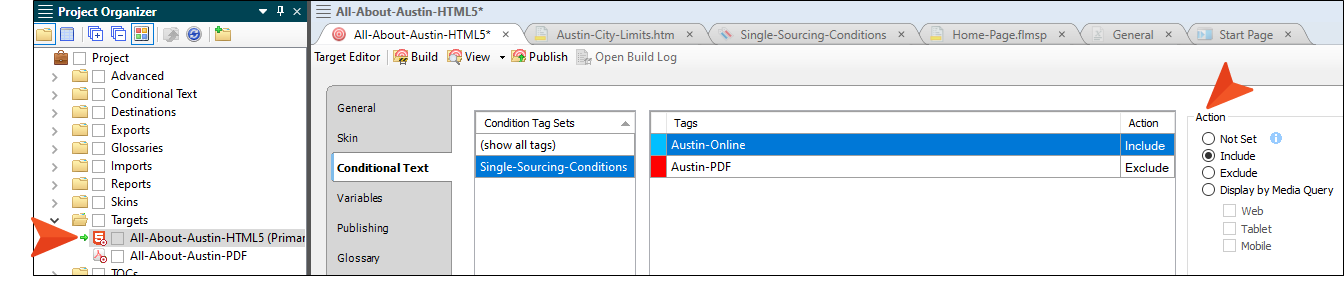 Project Organizer
All-About-Austin-HTML5*
All-About-Austin-HTML5* Austin-City-Limits.htm Single-Sourcing-Conditions Home-Page.flmsp General Start Page
Target Editor Build View Publish Open Build Log
Project
Advanced
Conditional Text
Destinations
Exports
Glossaries
Imports
Reports
Skins
Targets
All-About-Austin-HTML5 (Primar
All-About-Austin-PDF
TOCs
General
Skin
Conditional Text
Variables
Publishing
Glossary
Condition Tag Sets
(show all tags)
Single-Sourcing-Conditions
Tags Action
Austin-Online Include
Austin-PDF Exclude
Action
Not Set
Include
Exclude
Display by Media Query
Web
Tablet
Mobile